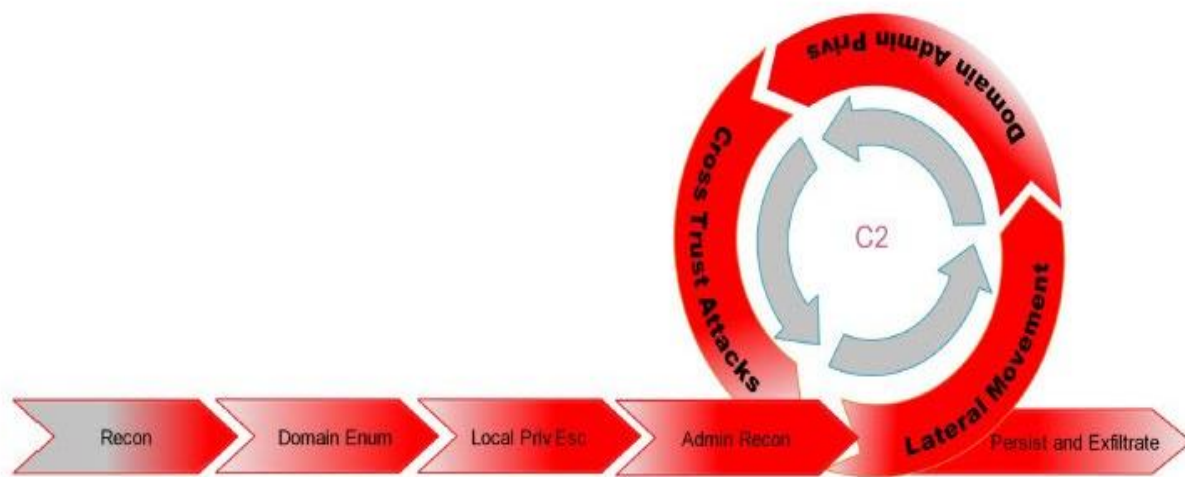 Domain Admin Privs
Cross Trust Attacks
C2
Lateral Movement
Recon
Domain Enum
Local Priv Esc
Admin Recon
Persist and Exfiltrate